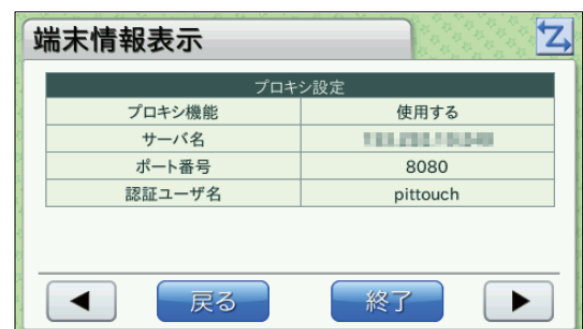 端末情報表示
Z
プロキシ設定
プロキシ機能 使用する
サーバ名
ポート番号 8080
認証ユーザ名 pittouch
戻る 終了